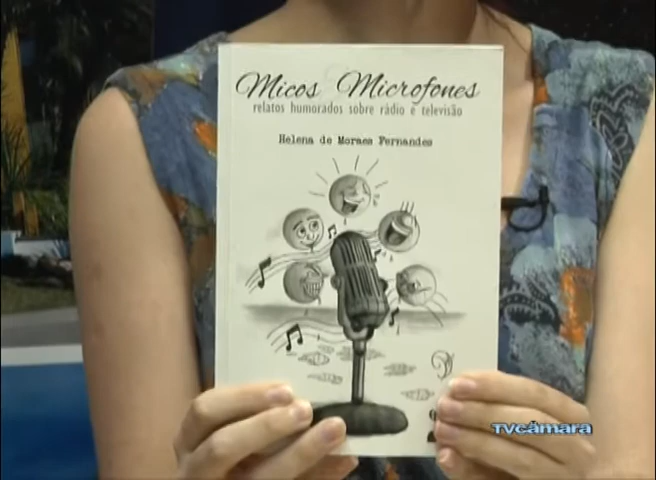 Micos & Microfones
relatos humorados sobre rádio e televisão
Helena de Moraes Fernandes
TVCÂMARA